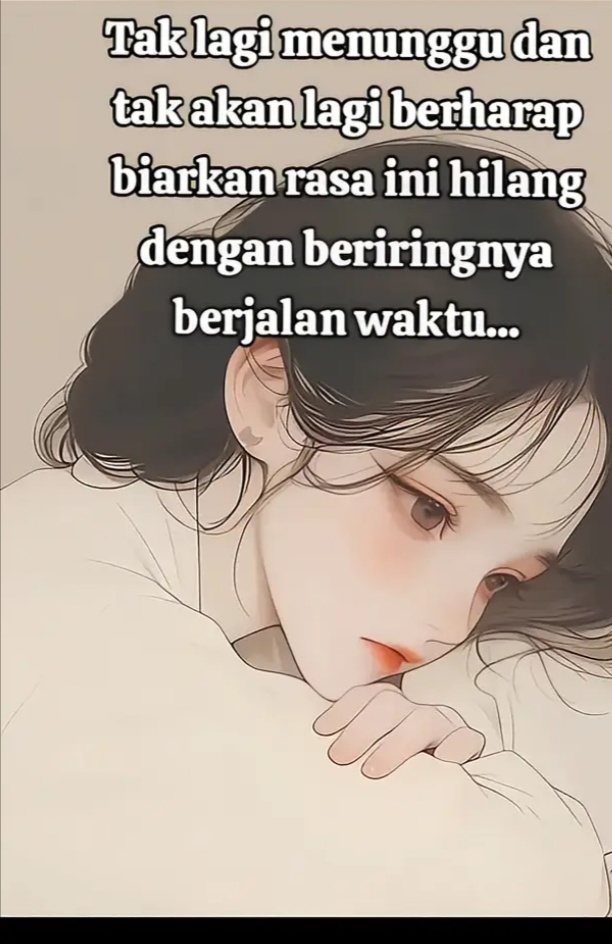 Tak lagi menunggu dan
tak akan lagi berharap
biarkan rasa ini hilang
dengan beriringnya
berjalan waktu...